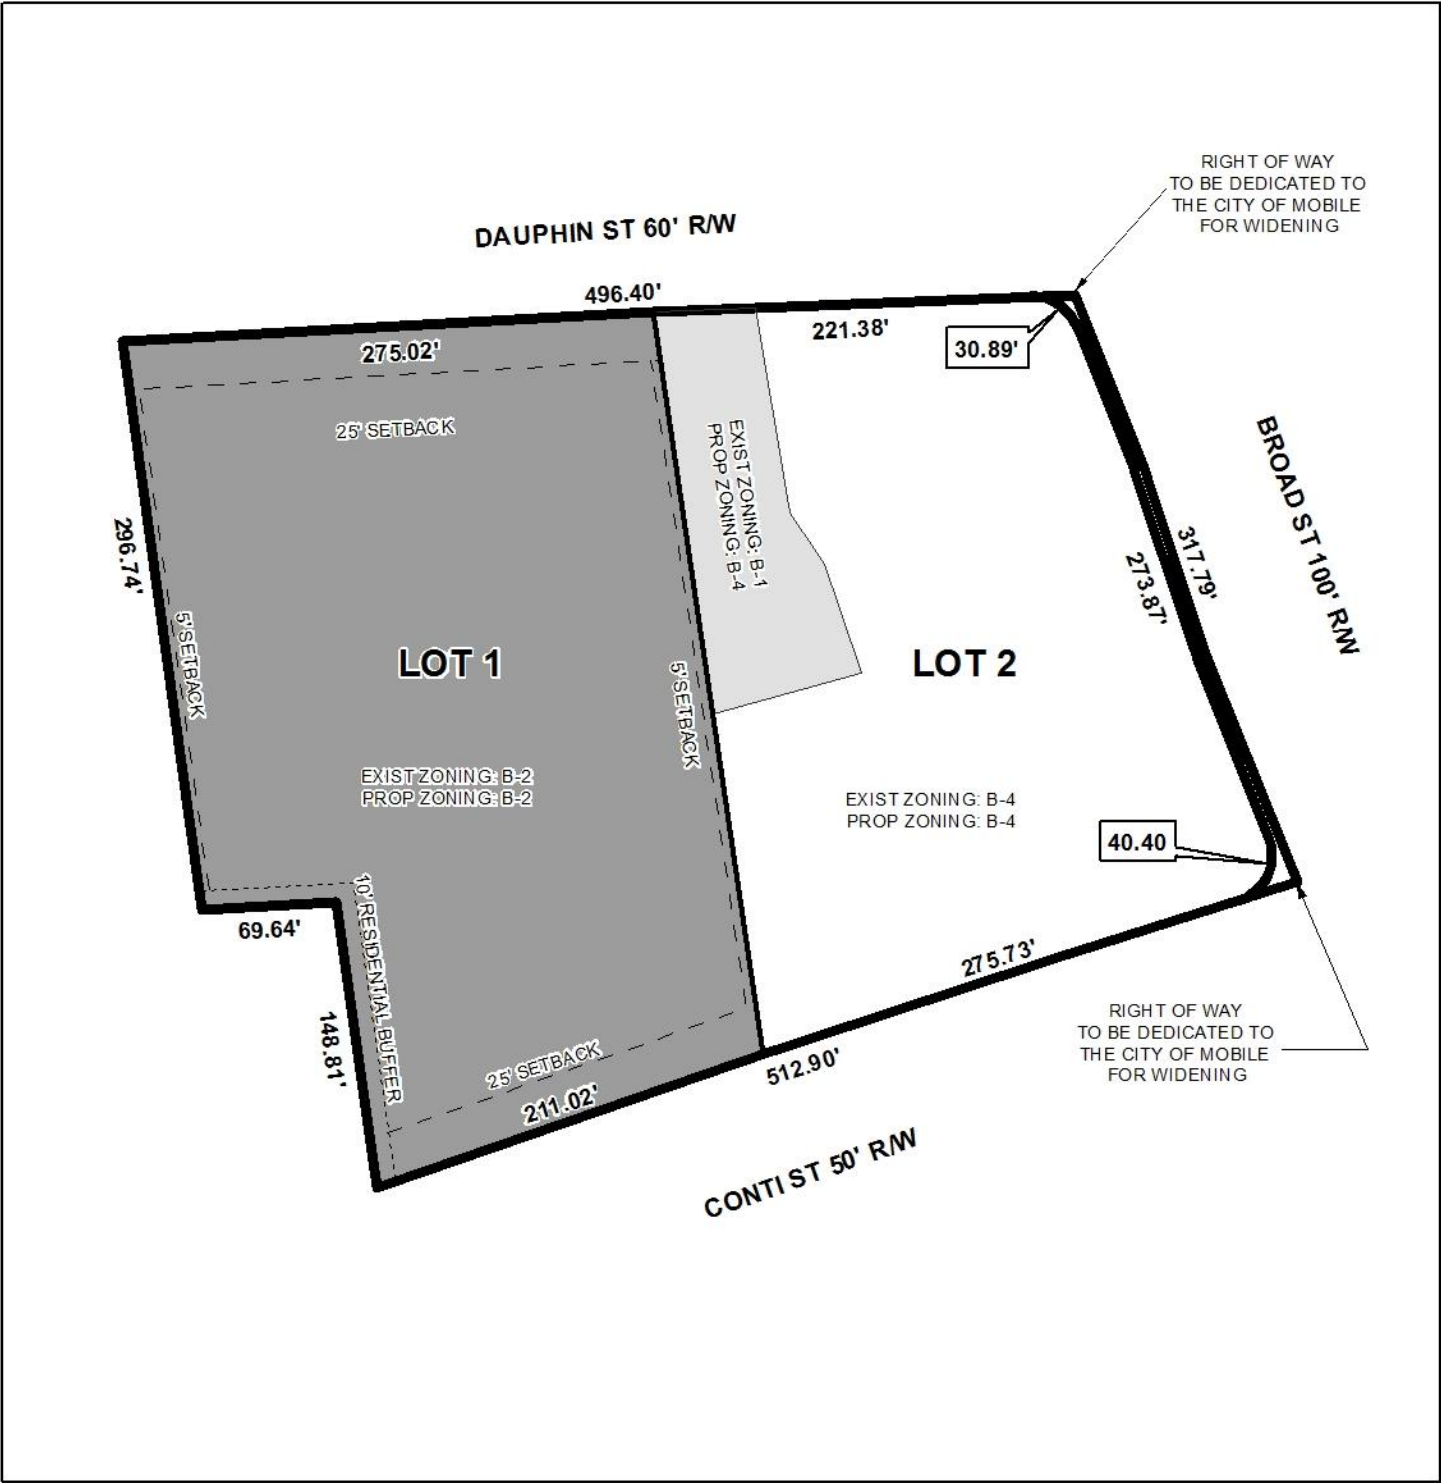 RIGHT OF WAY
TO BE DEDICATED TO
THE CITY OF MOBILE
FOR WIDENING
DAUPHIN ST 60' R/W
496.40'
275.02'
221.38'
30.89'
25' SETBACK
EXIST ZONING: B-1
PROP ZONING: B-4
BROAD ST 100' R/W
317.79'
273.87'
296.74'
5' SETBACK
LOT 1
5' SETBACK
LOT 2
EXIST ZONING: B-2
PROP ZONING: B-2
EXIST ZONING: B-4
PROP ZONING: B-4
40.40
69.64'
10' RESIDENTIAL BUFFER
148.81'
275.73'
25' SETBACK
211.02'
512.90'
RIGHT OF WAY
TO BE DEDICATED TO
THE CITY OF MOBILE
FOR WIDENING
CONTI ST 50' R/W